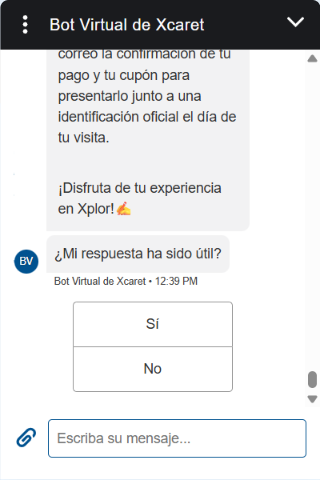 Bot Virtual de Xcaret
correo la confirmación de tu
pago y tu cupón para
presentarlo junto a una
identificación oficial el día de
tu visita.
¡Disfruta de tu experiencia
en Xplor!✍️
¿Mi respuesta ha sido útil?
BV
Bot Virtual de Xcaret • 12:39 PM
Sí
No
Escriba su mensaje...